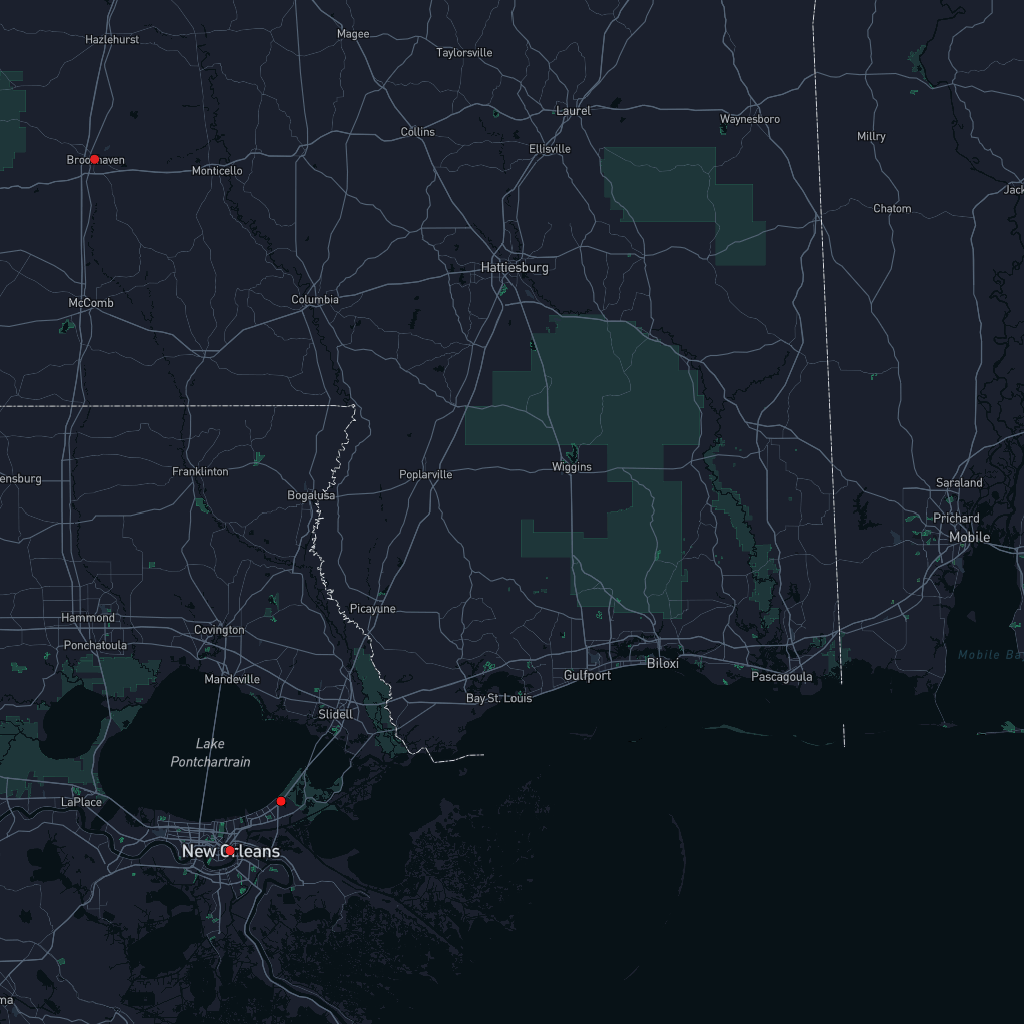 Hazlehurst
Magee
Taylorsville
Laurel
Waynesboro
Collins
Millry
Ellisville
Brookhaven
Monticello
Jack
Chatom
Hattiesburg
Columbia
McComb
Franklinton
Poplarville
Wiggins
ensburg
Saraland
Bogalusa
Prichard
Mobile
Picayune
Hammond
Covington
Ponchatoula
Mobile Ba
Biloxi
Gulfport
Pascagoula
Mandeville
Bay St. Louis
Slidell
Lake
Pontchartrain
LaPlace
New Orleans
ma